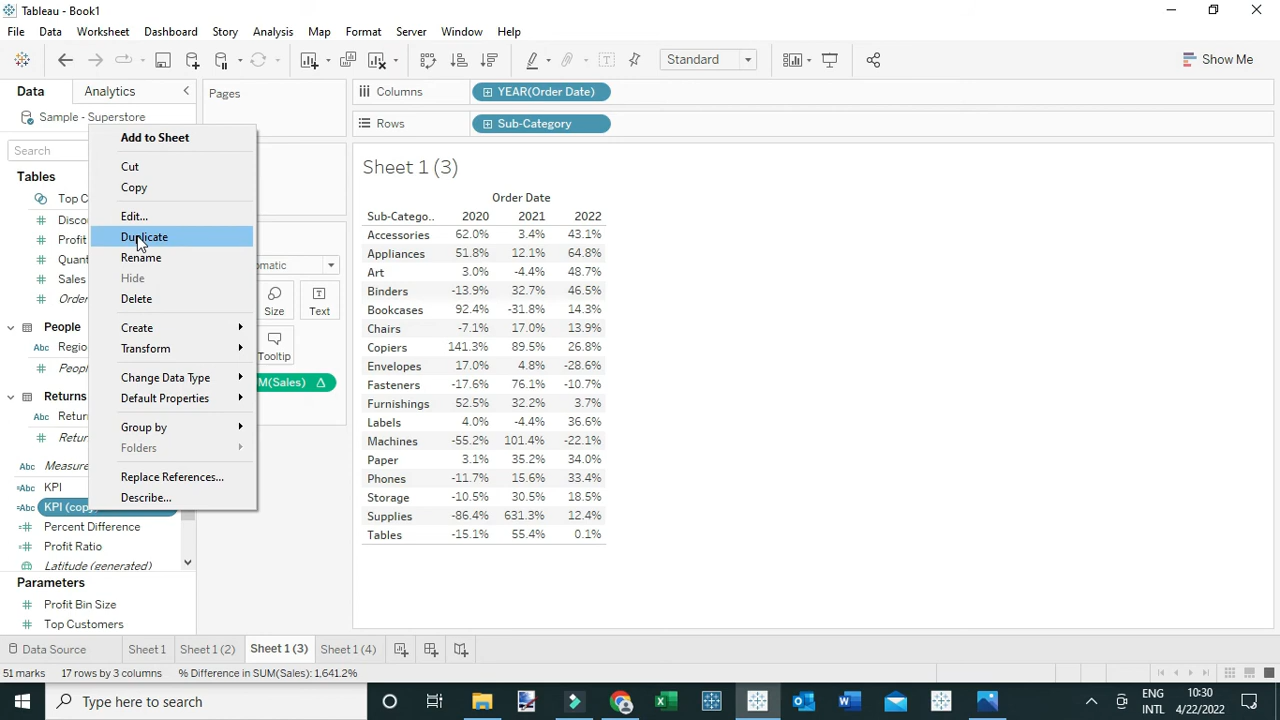 Tableau - Book1
File Data Worksheet Dashboard Story Analysis Map Format Server Window Help
Standard
Show Me
Data Analytics
Pages
Columns YEAR(Order Date)
Sample - Superstore
Rows Sub-Category
Add to Sheet
Search
Cut
Sheet 1 (3)
Tables
Copy
Top C
Order Date
Edit...
Sub-Catego.. 2020 2021 2022
Discou
Duplicate
Accessories 62.0% 3.4% 43.1%
Profit
Appliances 51.8% 12.1% 64.8%
Quant
Rename
matic
Art 3.0% -4.4% 48.7%
Sales
Hide
Binders -13.9% 32.7% 46.5%
Order
Delete
Bookcases 92.4% -31.8% 14.3%
Size Text
People
Create
Chairs -7.1% 17.0% 13.9%
Regio
Transform
Copiers 141.3% 89.5% 26.8%
Tooltip
Peopl
Envelopes 17.0% 4.8% -28.6%
Change Data Type
M(Sales)
Fasteners -17.6% 76.1% -10.7%
Returns
Default Properties
Furnishings 52.5% 32.2% 3.7%
Abc Retur
Labels 4.0% -4.4% 36.6%
Group by
Retur
Machines -55.2% 101.4% -22.1%
Folders
Paper 3.1% 35.2% 34.0%
Abc Measure
Replace References...
Phones -11.7% 15.6% 33.4%
Abc KPI
Describe...
Storage -10.5% 30.5% 18.5%
Abc KPI (copy
Supplies -86.4% 631.3% 12.4%
Percent Difference
Tables -15.1% 55.4% 0.1%
Profit Ratio
Latitude (generated)
Parameters
Profit Bin Size
Top Customers
Data Source Sheet 1 Sheet 1 (2) Sheet 1 (3) Sheet 1 (4)
51 marks 17 rows by 3 columns % Difference in SUM(Sales): 1,641.2%
Type here to search
ENG
INTL
10:30
4/22/2022